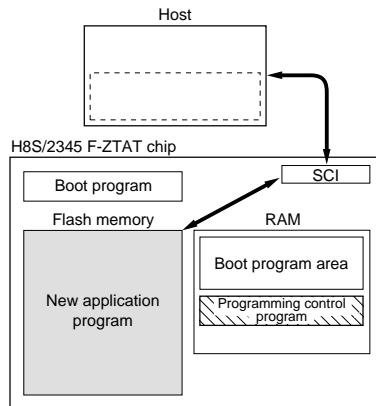 Host
H8S/2345 F-ZTAT chip
SCI
Boot program
Flash memory
RAM
Boot program area
New application
program
Programming control
program